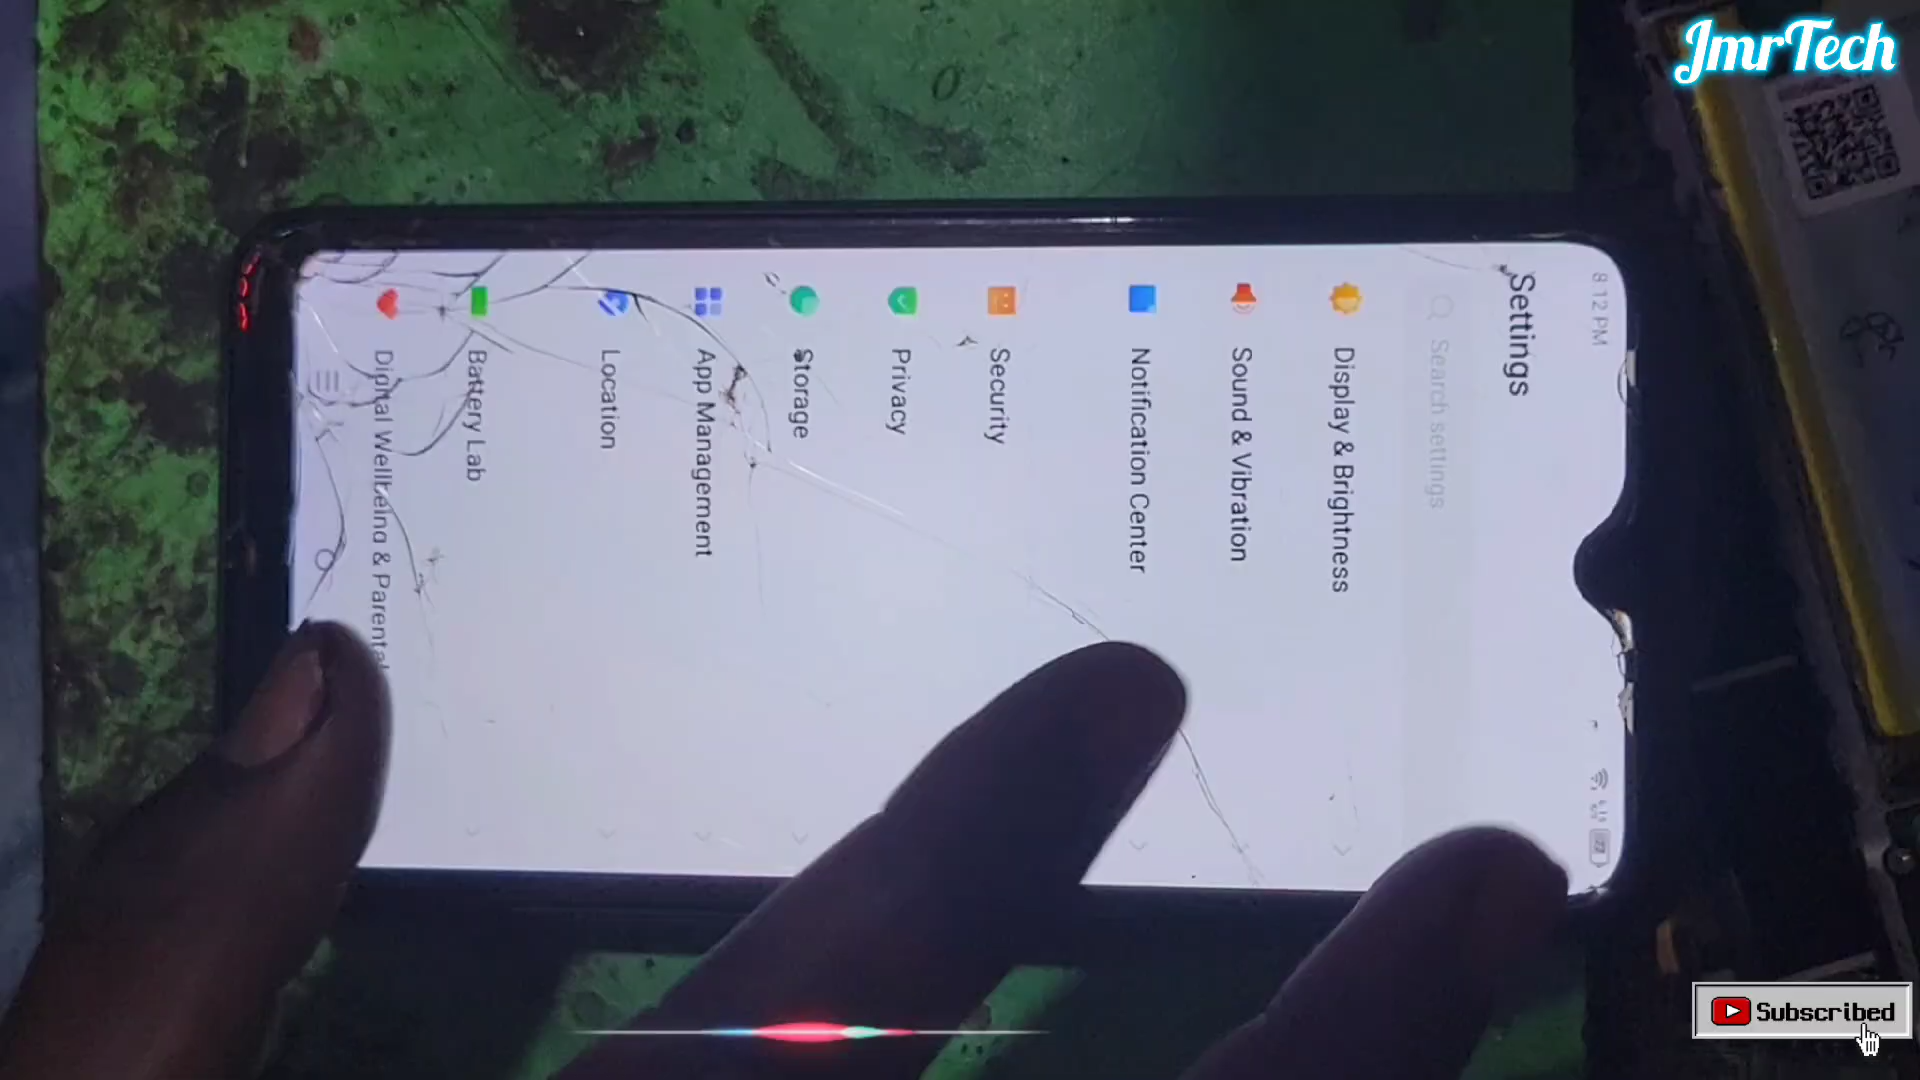 JmrTech
8:12 PM
Settings
Search settings
Display & Brightness
Sound & Vibration
Notification Center
Security
Privacy
Storage
App Management
Location
Battery Lab
Digital Wellbeing & Parental
Subscribed